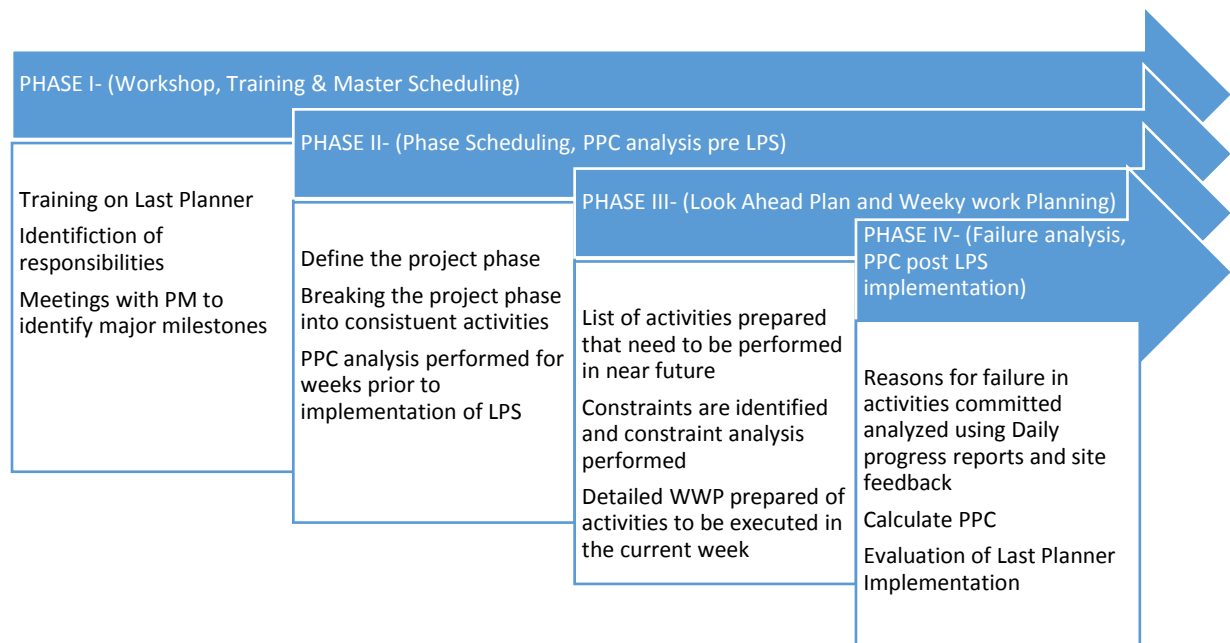 PHASE I- (Workshop, Training & Master Scheduling)
Training on Last Planner
Identifiction of
responsibilities
Meetings with PM to
identify major milestones
PHASE II- (Phase Scheduling, PPC analysis pre LPS)
Define the project phase
Breaking the project phase
into consistuent activities
PPC analysis performed for
weeks prior to
implementation of LPS
PHASE III- (Look Ahead Plan and Weeky work Planning)
List of activities prepared
that need to be performed
in near future
Constraints are identified
and constraint analysis
performed
Detailed WWP prepared of
activities to be executed in
the current week
PHASE IV- (Failure analysis,
PPC post LPS
implementation)
Reasons for failure in
activities committed
analyzed using Daily
progress reports and site
feedback
Calculate PPC
Evaluation of Last Planner
Implementation